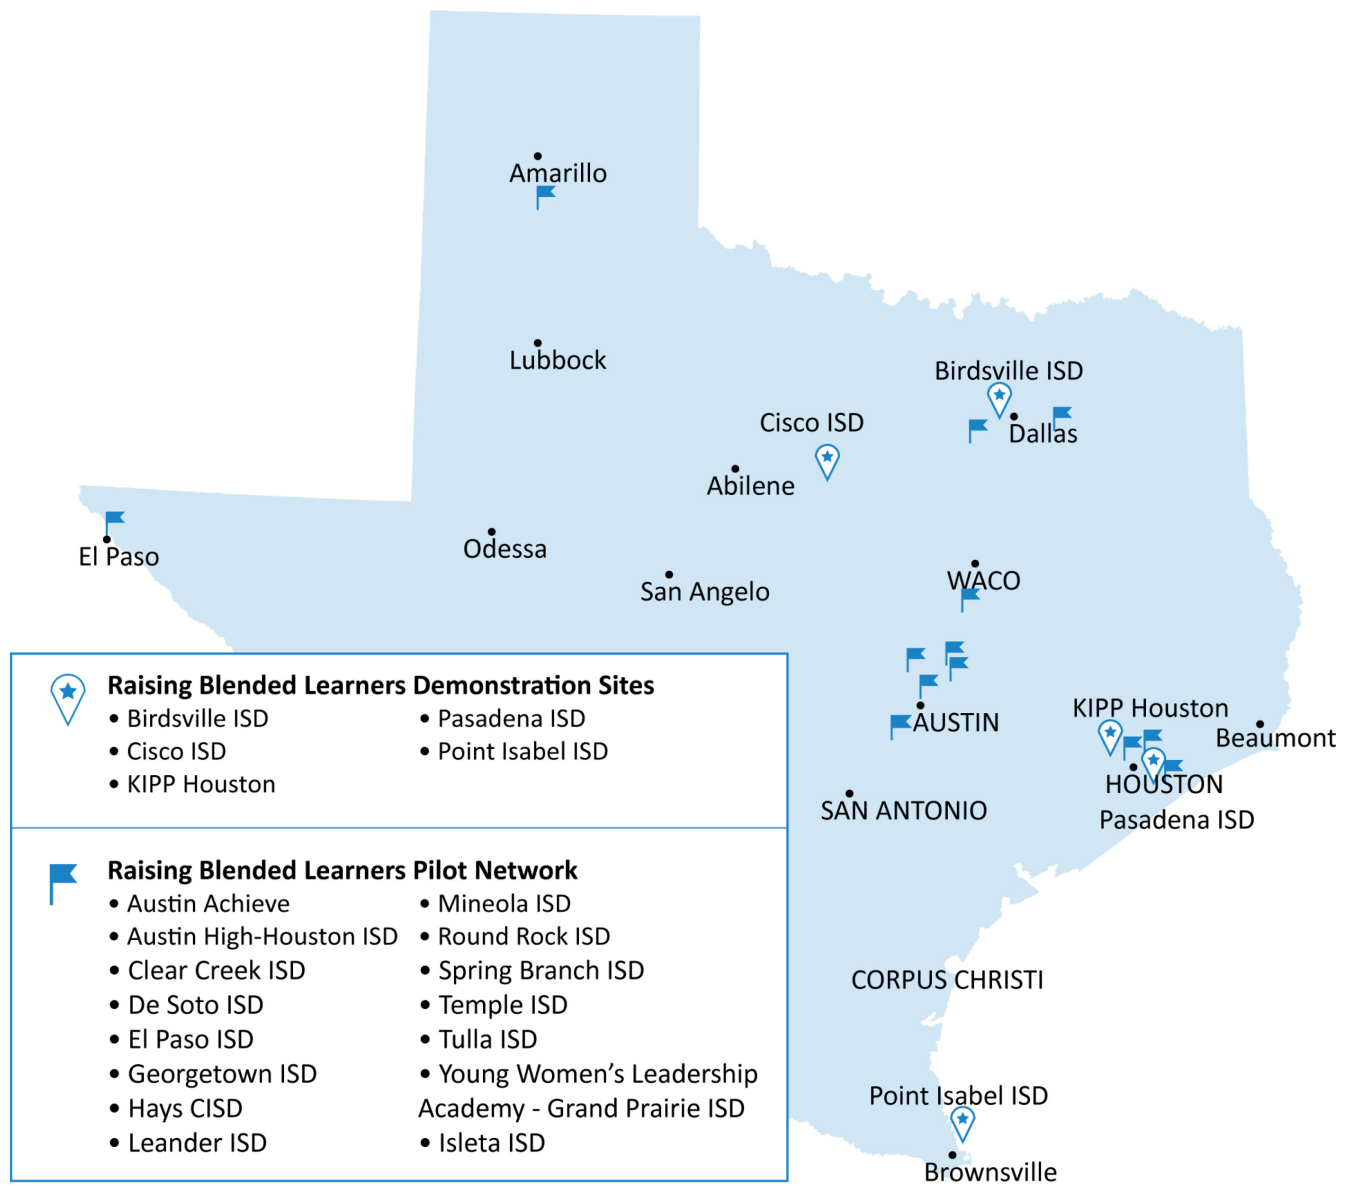 Amarillo
Lubbock
Birdsville ISD
Cisco ISD
Dallas
Abilene
El Paso
Odessa
San Angelo
WACO
KIPP Houston
AUSTIN
Beaumont
HOUSTON
SAN ANTONIO
Pasadena ISD
CORPUS CHRISTI
Point Isabel ISD
Brownsville
Raising Blended Learners Demonstration Sites
• Birdsville ISD
• Cisco ISD
• KIPP Houston
• Pasadena ISD
• Point Isabel ISD
Raising Blended Learners Pilot Network
• Austin Achieve
• Austin High-Houston ISD
• Clear Creek ISD
• De Soto ISD
• El Paso ISD
• Georgetown ISD
• Hays CISD
• Leander ISD
• Mineola ISD
• Round Rock ISD
• Spring Branch ISD
• Temple ISD
• Tulla ISD
• Young Women's Leadership
Academy - Grand Prairie ISD
• Isleta ISD